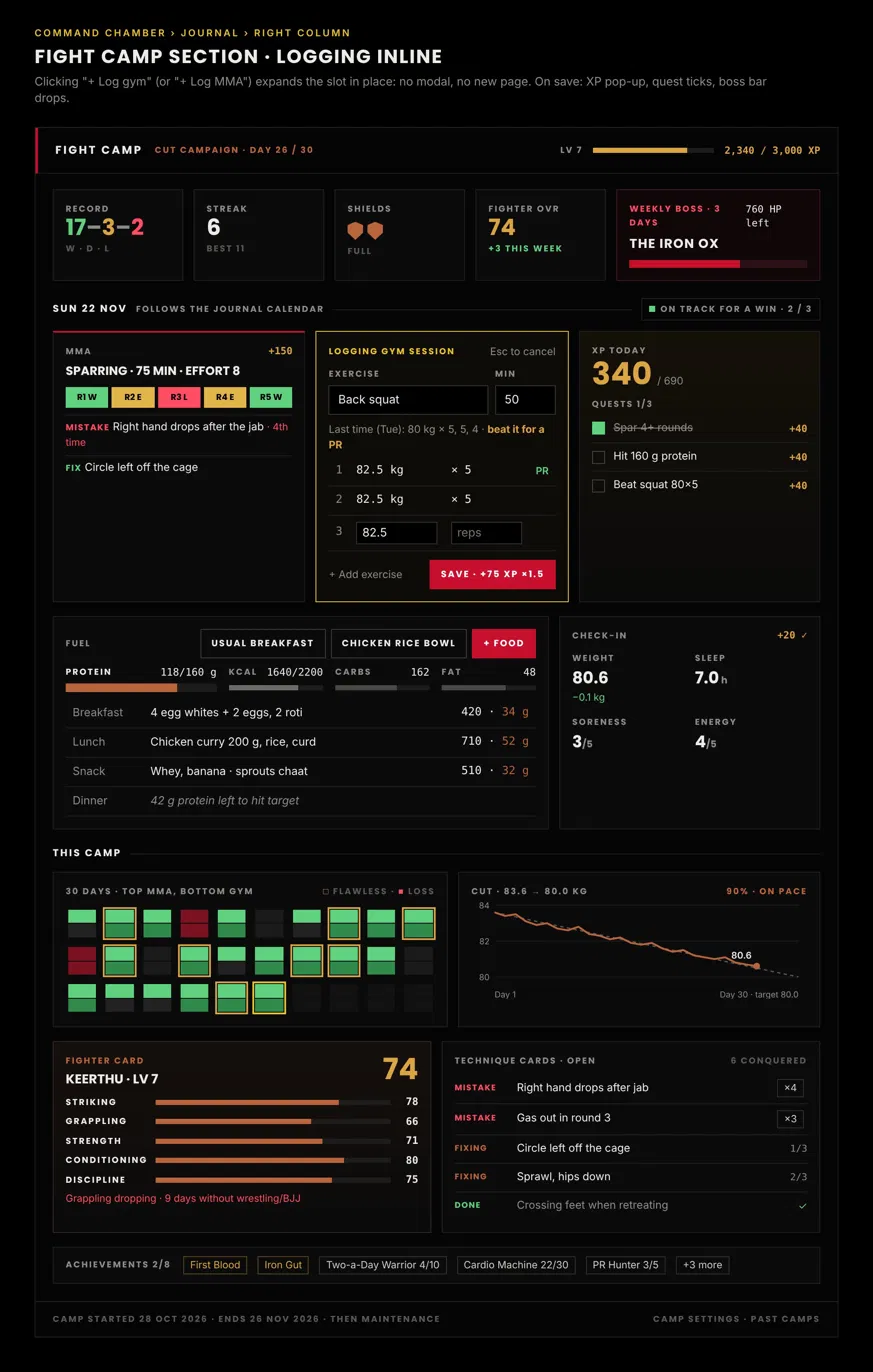 COMMAND CHAMBER › JOURNAL › RIGHT COLUMN
FIGHT CAMP SECTION · LOGGING INLINE
Clicking "+ Log gym" (or "+ Log MMA") expands the slot in place: no modal, no new page. On save: XP pop-up, quest ticks, boss bar
drops.
FIGHT CAMP CUT CAMPAIGN · DAY 26 / 30
LV 7 2,340 / 3,000 XP
RECORD
17–3–2
W · D · L
STREAK
6
BEST 11
SHIELDS
FULL
FIGHTER OVR
74
+3 THIS WEEK
WEEKLY BOSS · 3
DAYS
760 HP
left
THE IRON OX
SUN 22 NOV FOLLOWS THE JOURNAL CALENDAR
ON TRACK FOR A WIN · 2 / 3
MMA +150
SPARRING · 75 MIN · EFFORT 8
R1 W R2 E R3 L R4 E R5 W
MISTAKE Right hand drops after the jab · 4th
time
FIX Circle left off the cage
LOGGING GYM SESSION Esc to cancel
EXERCISE MIN
Back squat 50
Last time (Tue): 80 kg × 5, 5, 4 · beat it for a
PR
1 82.5 kg × 5 PR
2 82.5 kg × 5
3 82.5 reps
+ Add exercise SAVE · +75 XP ×1.5
XP TODAY
340 / 690
QUESTS 1/3
Spar 4+ rounds +40
Hit 160 g protein +40
Beat squat 80×5 +40
FUEL USUAL BREAKFAST CHICKEN RICE BOWL + FOOD
PROTEIN 118/160 g KCAL 1640/2200 CARBS 162 FAT 48
Breakfast 4 egg whites + 2 eggs, 2 roti 420 · 34 g
Lunch Chicken curry 200 g, rice, curd 710 · 52 g
Snack Whey, banana · sprouts chaat 510 · 32 g
Dinner 42 g protein left to hit target
CHECK-IN +20 ✓
WEIGHT SLEEP
80.6 7.0 h
−0.1 kg
SORENESS ENERGY
3/5 4/5
THIS CAMP
30 DAYS · TOP MMA, BOTTOM GYM □ FLAWLESS · ■ LOSS
CUT · 83.6 → 80.0 KG 90% · ON PACE
84
82
80
80.6
Day 1 Day 30 · target 80.0
FIGHTER CARD
KEERTHU · LV 7
74
STRIKING 78
GRAPPLING 66
STRENGTH 71
CONDITIONING 80
DISCIPLINE 75
Grappling dropping · 9 days without wrestling/BJJ
TECHNIQUE CARDS · OPEN 6 CONQUERED
MISTAKE Right hand drops after jab ×4
MISTAKE Gas out in round 3 ×3
FIXING Circle left off the cage 1/3
FIXING Sprawl, hips down 2/3
DONE Crossing feet when retreating ✓
ACHIEVEMENTS 2/8 First Blood Iron Gut Two-a-Day Warrior 4/10 Cardio Machine 22/30 PR Hunter 3/5 +3 more
CAMP STARTED 28 OCT 2026 · ENDS 26 NOV 2026 · THEN MAINTENANCE
CAMP SETTINGS · PAST CAMPS